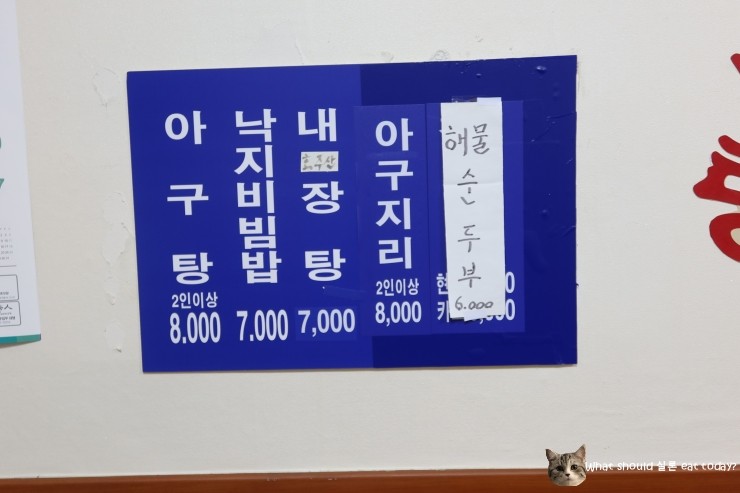 아구탕
2인이상
8.000
낙지비빔밥
7.000
내장탕
7,000
아구지리
2인이상
8,000
해물
순두부
6.000
What should 살쫀 eat today?